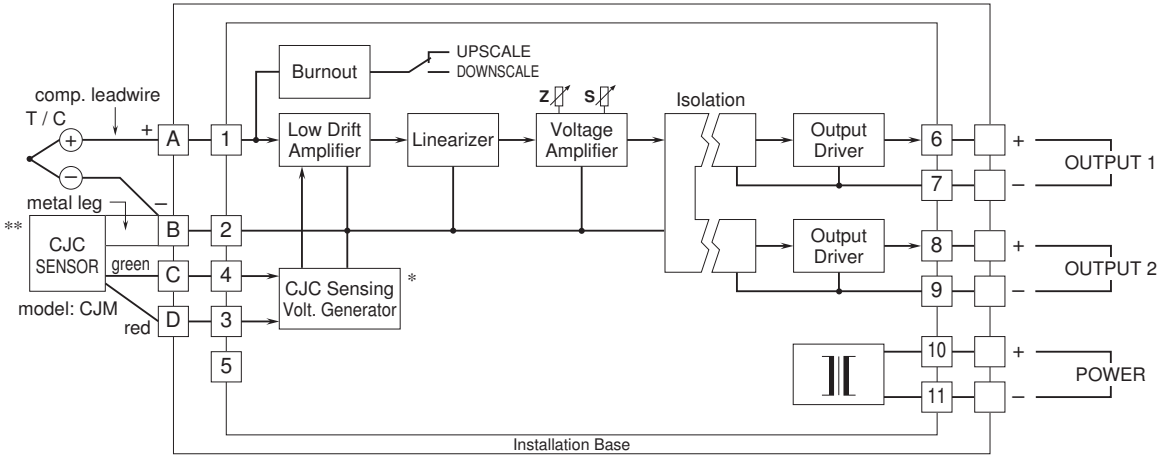 Burnout
UPSCALE
DOWNSCALE
comp. leadwire
T / C
+
+
A
1
Low Drift
Amplifier
Linearizer
Z
S
Voltage
Amplifier
Isolation
Output
Driver
6
+
OUTPUT 1
7
–
–
–
metal leg
B
2
**
CJC
SENSOR
green
C
4
CJC Sensing
Volt. Generator
*
model: CJM
red
D
3
5
Output
Driver
8
+
OUTPUT 2
9
–
10
+
POWER
11
–
Installation Base